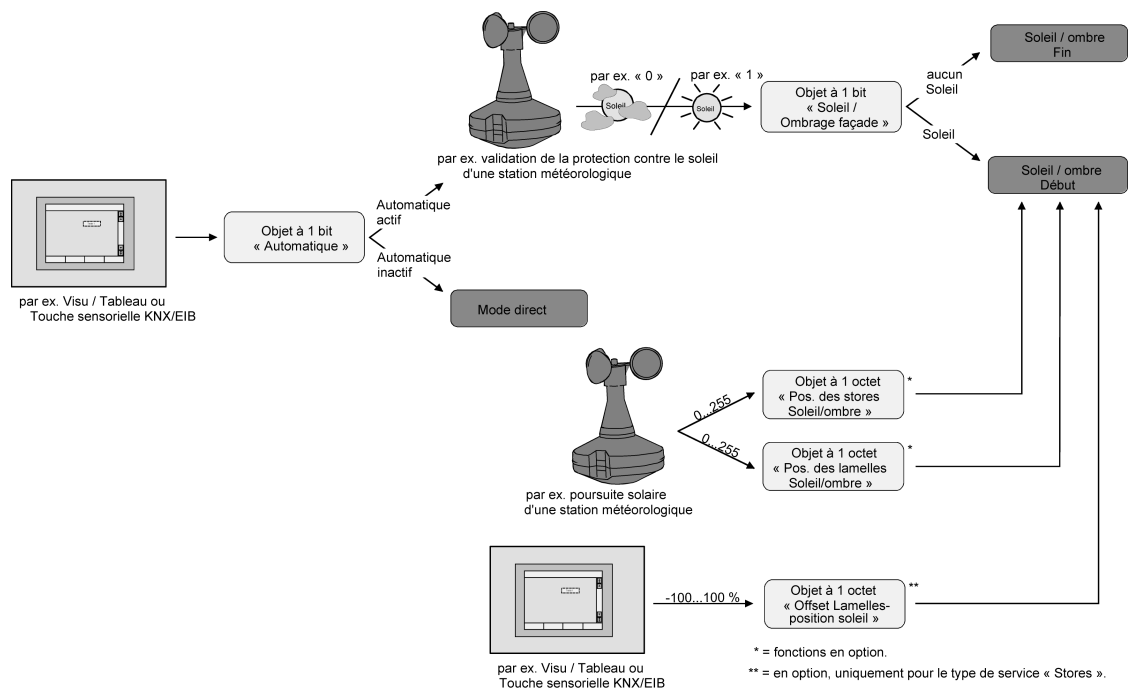 Soleil / ombre
Fin
par ex. « 0 »
par ex. « 1 »
aucun
Soleil
Soleil
Soleil
Objet à 1 bit
« Soleil /
Ombrage façade »
Soleil
par ex. validation de la protection contre le soleil
d'une station météorologique
Soleil / ombre
Début
Automatique
actif
Objet à 1 bit
« Automatique »
Automatique
inactif
par ex. Visu / Tableau ou
Touche sensorielle KNX/EIB
Mode direct
0...255
Objet à 1 octet
« Pos. des stores
Soleil/ombre »
*
0...255
Objet à 1 octet
« Pos. des lamelles
Soleil/ombre »
*
par ex. poursuite solaire
d'une station météorologique
-100...100 %
Objet à 1 octet
« Offset Lamelles-
position soleil »
**
* = fonctions en option.
par ex. Visu / Tableau ou
Touche sensorielle KNX/EIB
** = en option, uniquement pour le type de service « Stores ».